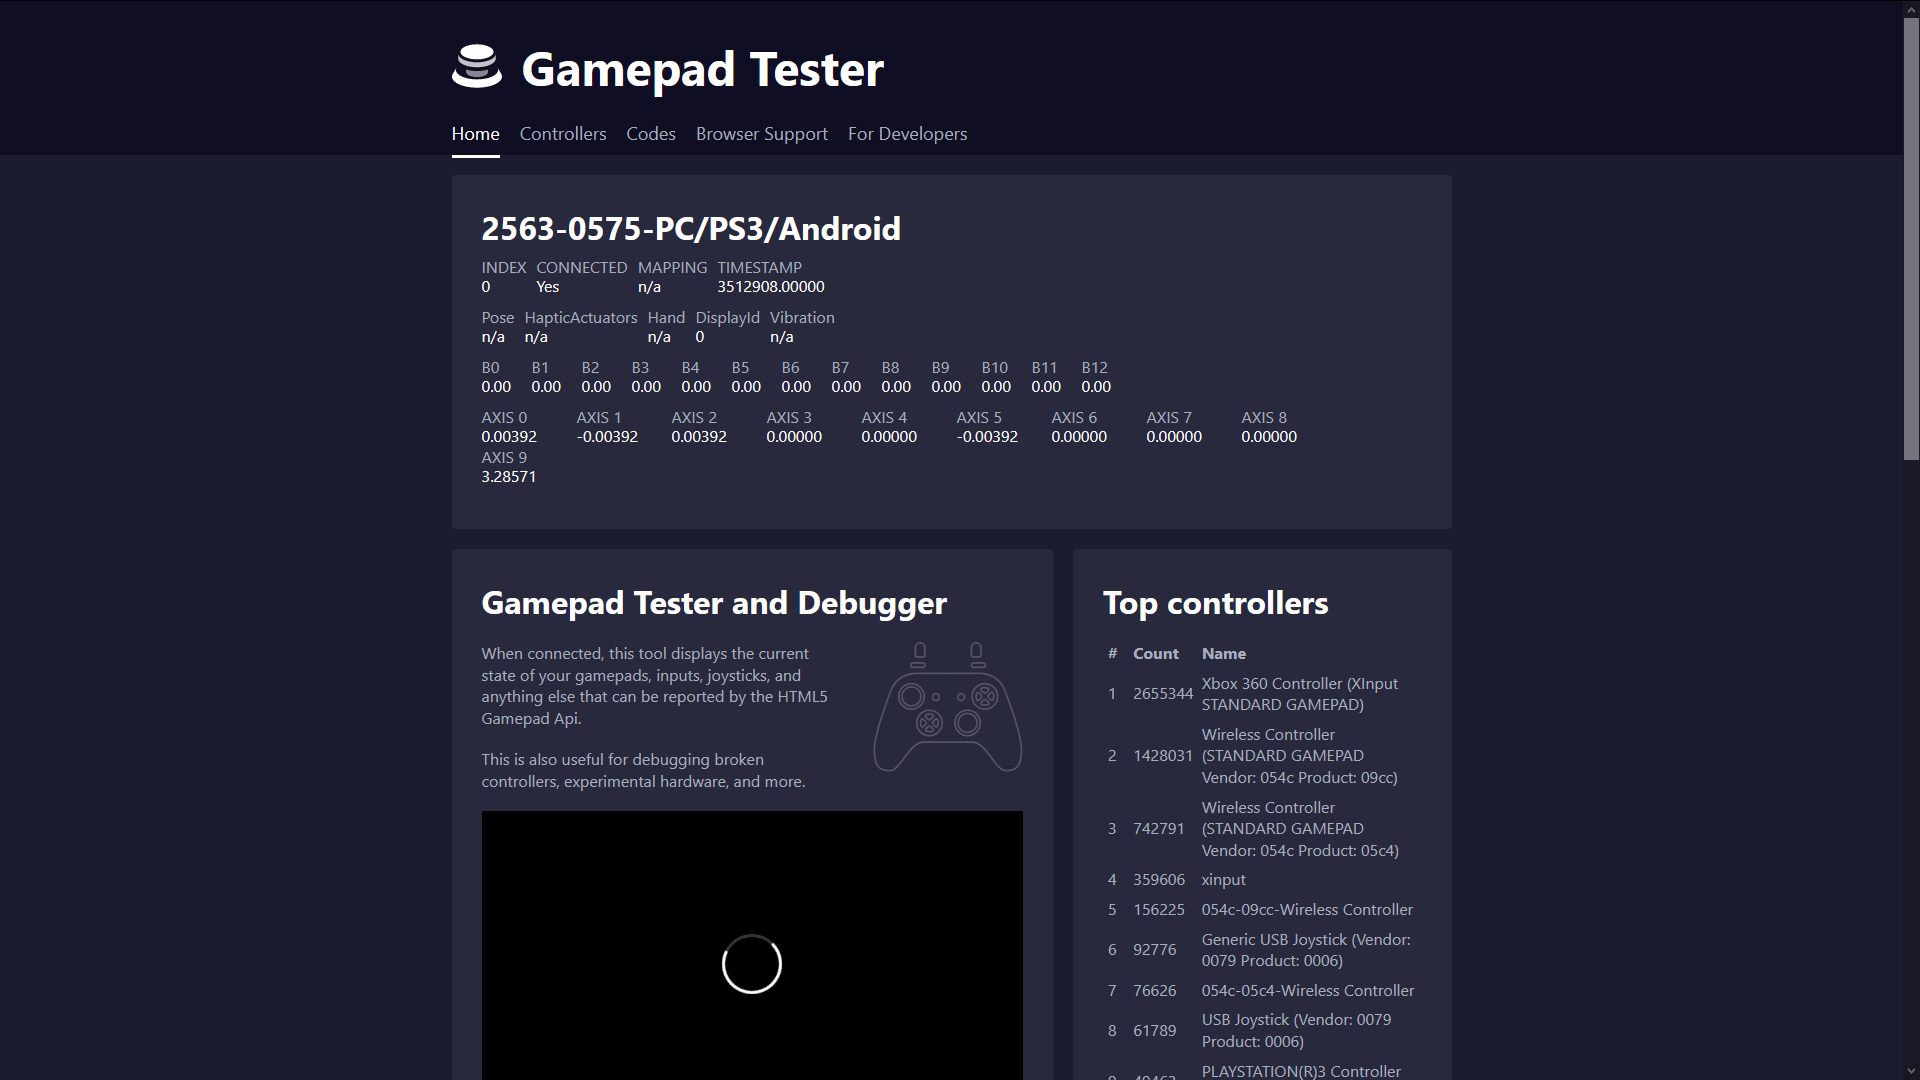 Gamepad Tester
Home Controllers Codes Browser Support For Developers
2563-0575-PC/PS3/Android
INDEX CONNECTED MAPPING TIMESTAMP
0 Yes n/a 3512908.00000
Pose HapticActuators Hand DisplayId Vibration
n/a n/a n/a 0 n/a
B0 B1 B2 B3 B4 B5 B6 B7 B8 B9 B10 B11 B12
0.00 0.00 0.00 0.00 0.00 0.00 0.00 0.00 0.00 0.00 0.00 0.00 0.00
AXIS 0 AXIS 1 AXIS 2 AXIS 3 AXIS 4 AXIS 5 AXIS 6 AXIS 7 AXIS 8
0.00392 -0.00392 0.00392 0.00000 0.00000 -0.00392 0.00000 0.00000 0.00000
AXIS 9
3.28571
Gamepad Tester and Debugger
When connected, this tool displays the current
state of your gamepads, inputs, joysticks, and
anything else that can be reported by the HTML5
Gamepad Api.
This is also useful for debugging broken
controllers, experimental hardware, and more.
Top controllers
# Count Name
1 2655344 Xbox 360 Controller (XInput
STANDARD GAMEPAD)
2 1428031 Wireless Controller
(STANDARD GAMEPAD
Vendor: 054c Product: 09cc)
3 742791 Wireless Controller
(STANDARD GAMEPAD
Vendor: 054c Product: 05c4)
4 359606 xinput
5 156225 054c-09cc-Wireless Controller
6 92776 Generic USB Joystick (Vendor:
0079 Product: 0006)
7 76626 054c-05c4-Wireless Controller
8 61789 USB Joystick (Vendor: 0079
Product: 0006)
PLAYSTATION(R)3 Controller